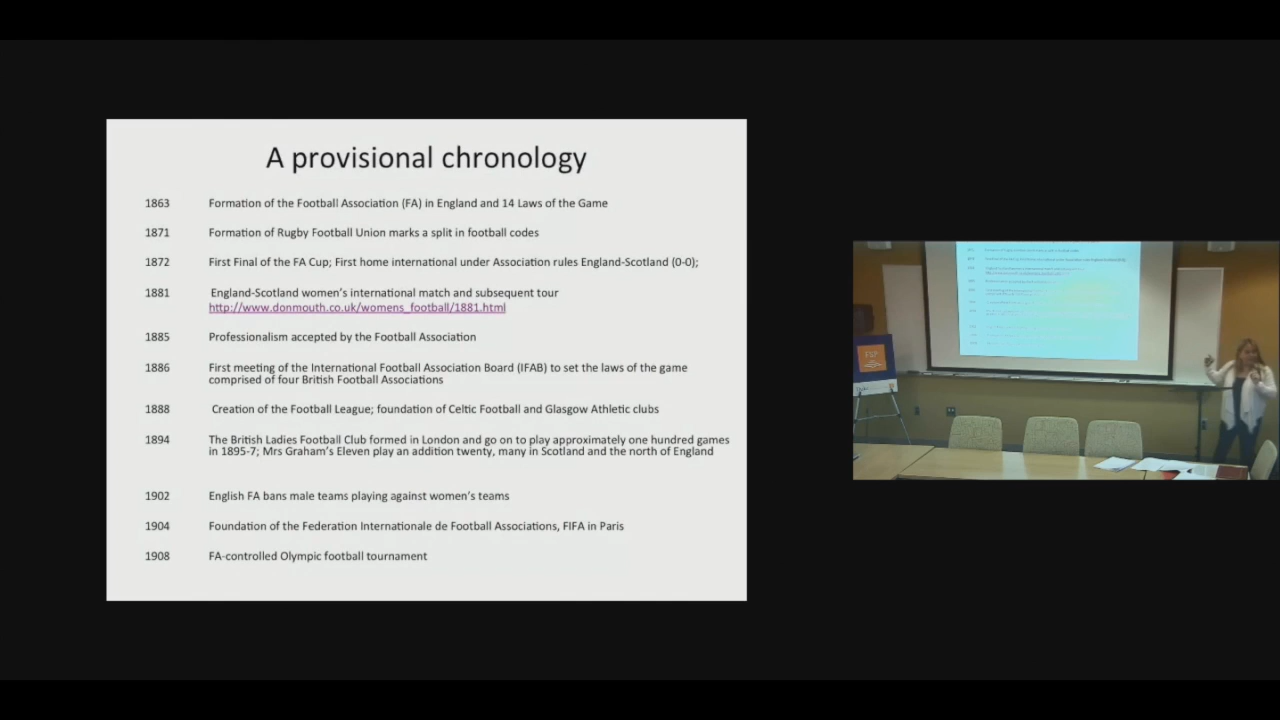 A provisional chronology
1863 Formation of the Football Association (FA) in England and 14 Laws of the Game
1871 Formation of Rugby Football Union marks a split in football codes
1872 First Final of the FA Cup; First home international under Association rules England-Scotland (0-0);
1881 England-Scotland women's international match and subsequent tour
http://www.donmouth.co.uk/womens_football/1881.html
1885 Professionalism accepted by the Football Association
1886 First meeting of the International Football Association Board (IFAB) to set the laws of the game
comprised of four British Football Associations
1888 Creation of the Football League; foundation of Celtic Football and Glasgow Athletic clubs
1894 The British Ladies Football Club formed in London and go on to play approximately one hundred games
in 1895-7; Mrs Graham's Eleven play an addition twenty, many in Scotland and the north of England
1902 English FA bans male teams playing against women's teams
1904 Foundation of the Federation Internationale de Football Associations, FIFA in Paris
1908 FA-controlled Olympic football tournament